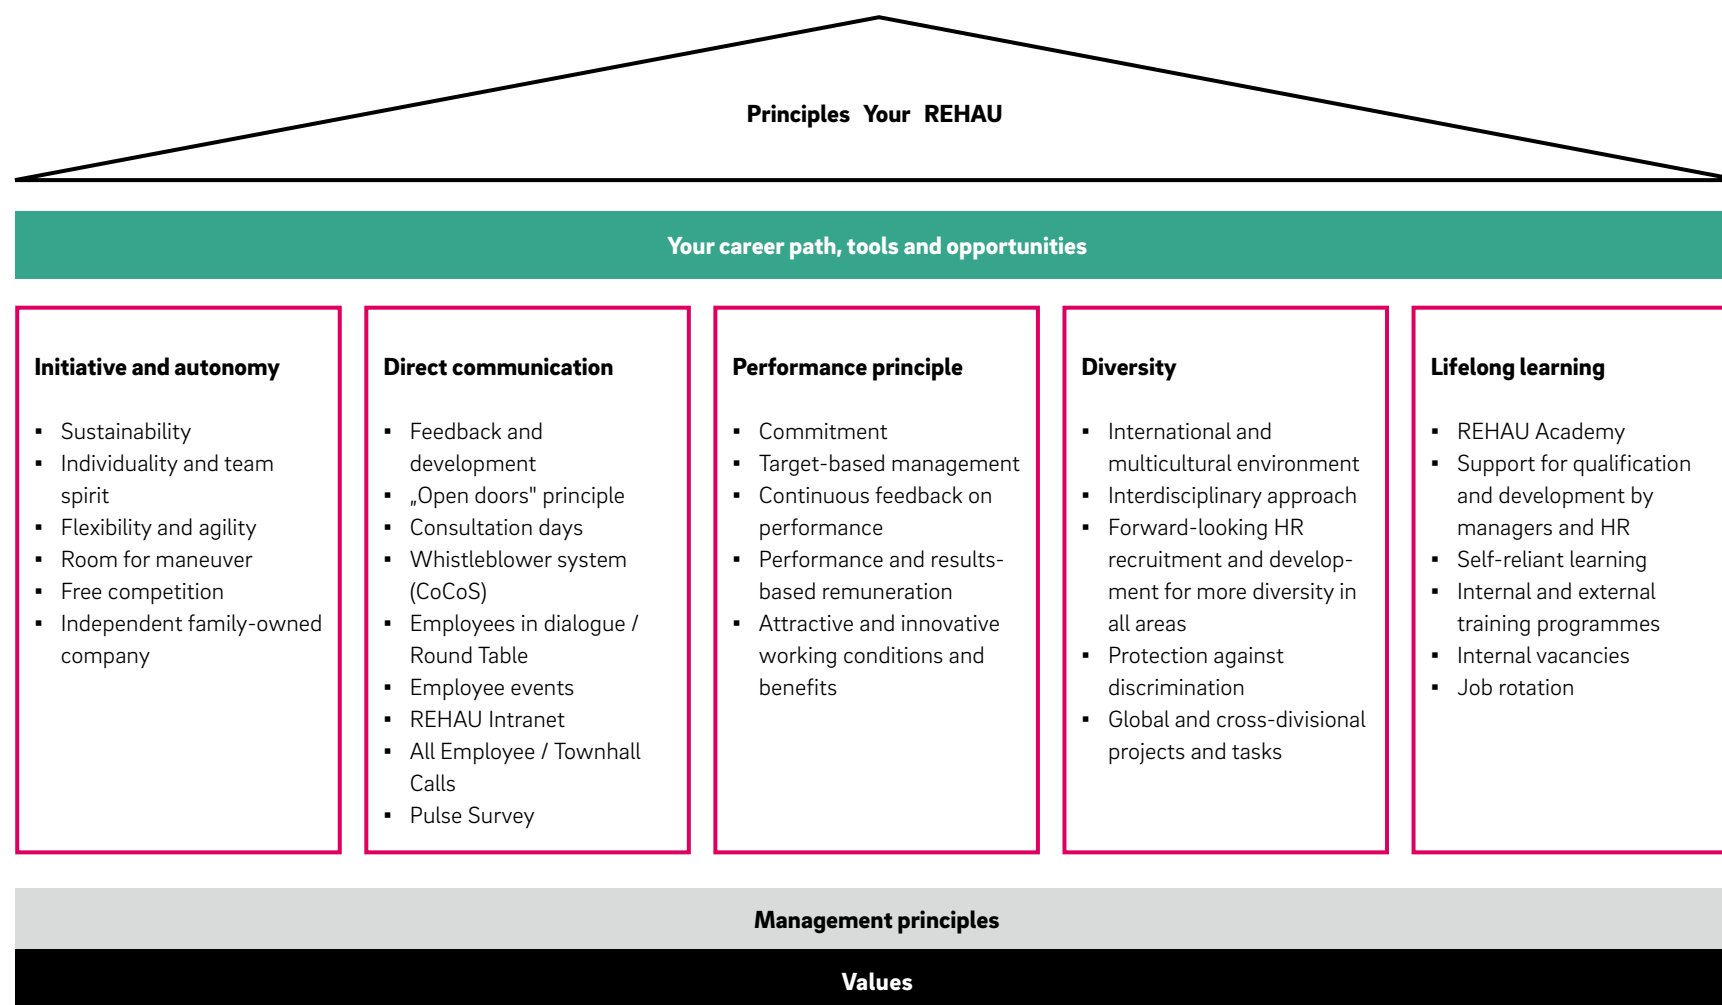 Principles Your REHAU
Your career path, tools and opportunities
Initiative and autonomy
▪ Sustainability
▪ Individuality and team
spirit
▪ Flexibility and agility
▪ Room for maneuver
▪ Free competition
▪ Independent family-owned
company
Direct communication
▪ Feedback and
development
▪ „Open doors" principle
▪ Consultation days
▪ Whistleblower system
(CoCoS)
▪ Employees in dialogue /
Round Table
▪ Employee events
▪ REHAU Intranet
▪ All Employee / Townhall
Calls
▪ Pulse Survey
Performance principle
▪ Commitment
▪ Target-based management
▪ Continuous feedback on
performance
▪ Performance and results-
based remuneration
▪ Attractive and innovative
working conditions and
benefits
Diversity
▪ International and
multicultural environment
▪ Interdisciplinary approach
▪ Forward-looking HR
recruitment and develop-
ment for more diversity in
all areas
▪ Protection against
discrimination
▪ Global and cross-divisional
projects and tasks
Lifelong learning
▪ REHAU Academy
▪ Support for qualification
and development by
managers and HR
▪ Self-reliant learning
▪ Internal and external
training programmes
▪ Internal vacancies
▪ Job rotation
Management principles
Values